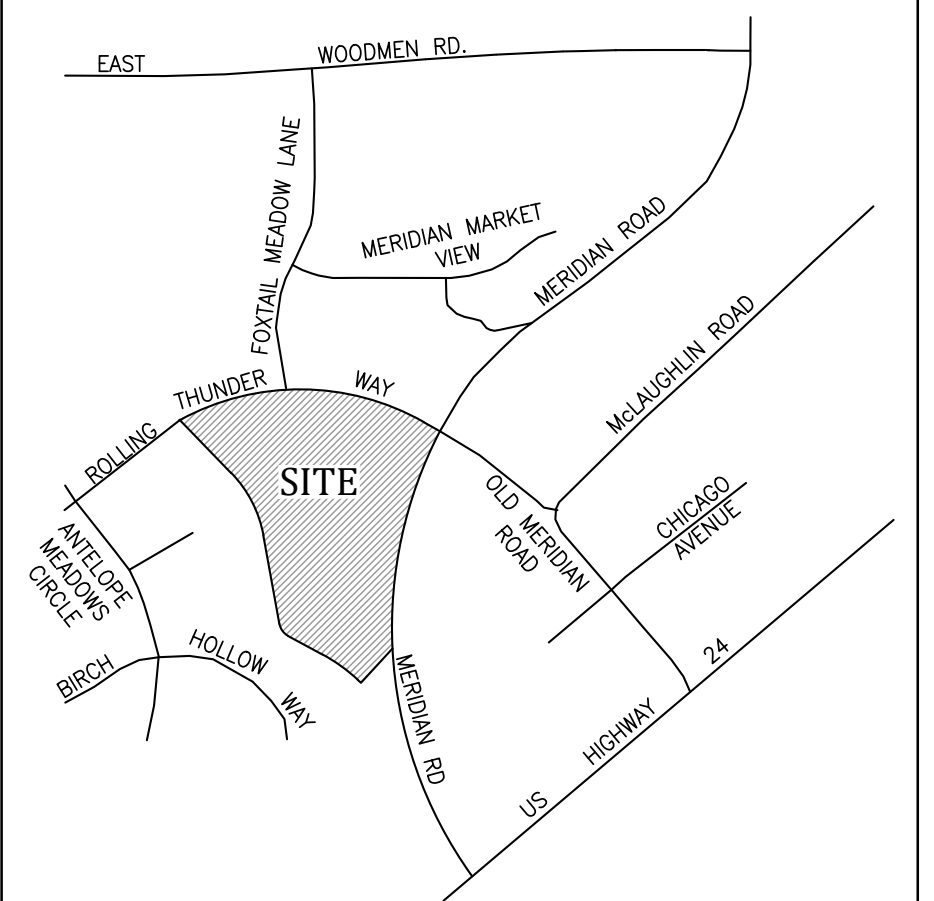 EAST WOODMEN RD.
FOXTAIL MEADOW LANE
MERIDIAN MARKET
VIEW
MERIDIAN ROAD
McLAUGHLIN ROAD
ROLLING THUNDER WAY
SITE
OLD MERIDIAN
ROAD
CHICAGO
AVENUE
ANTELOPE
MEADOWS
CIRCLE
BIRCH HOLLOW WAY
MERIDIAN RD
US HIGHWAY 24